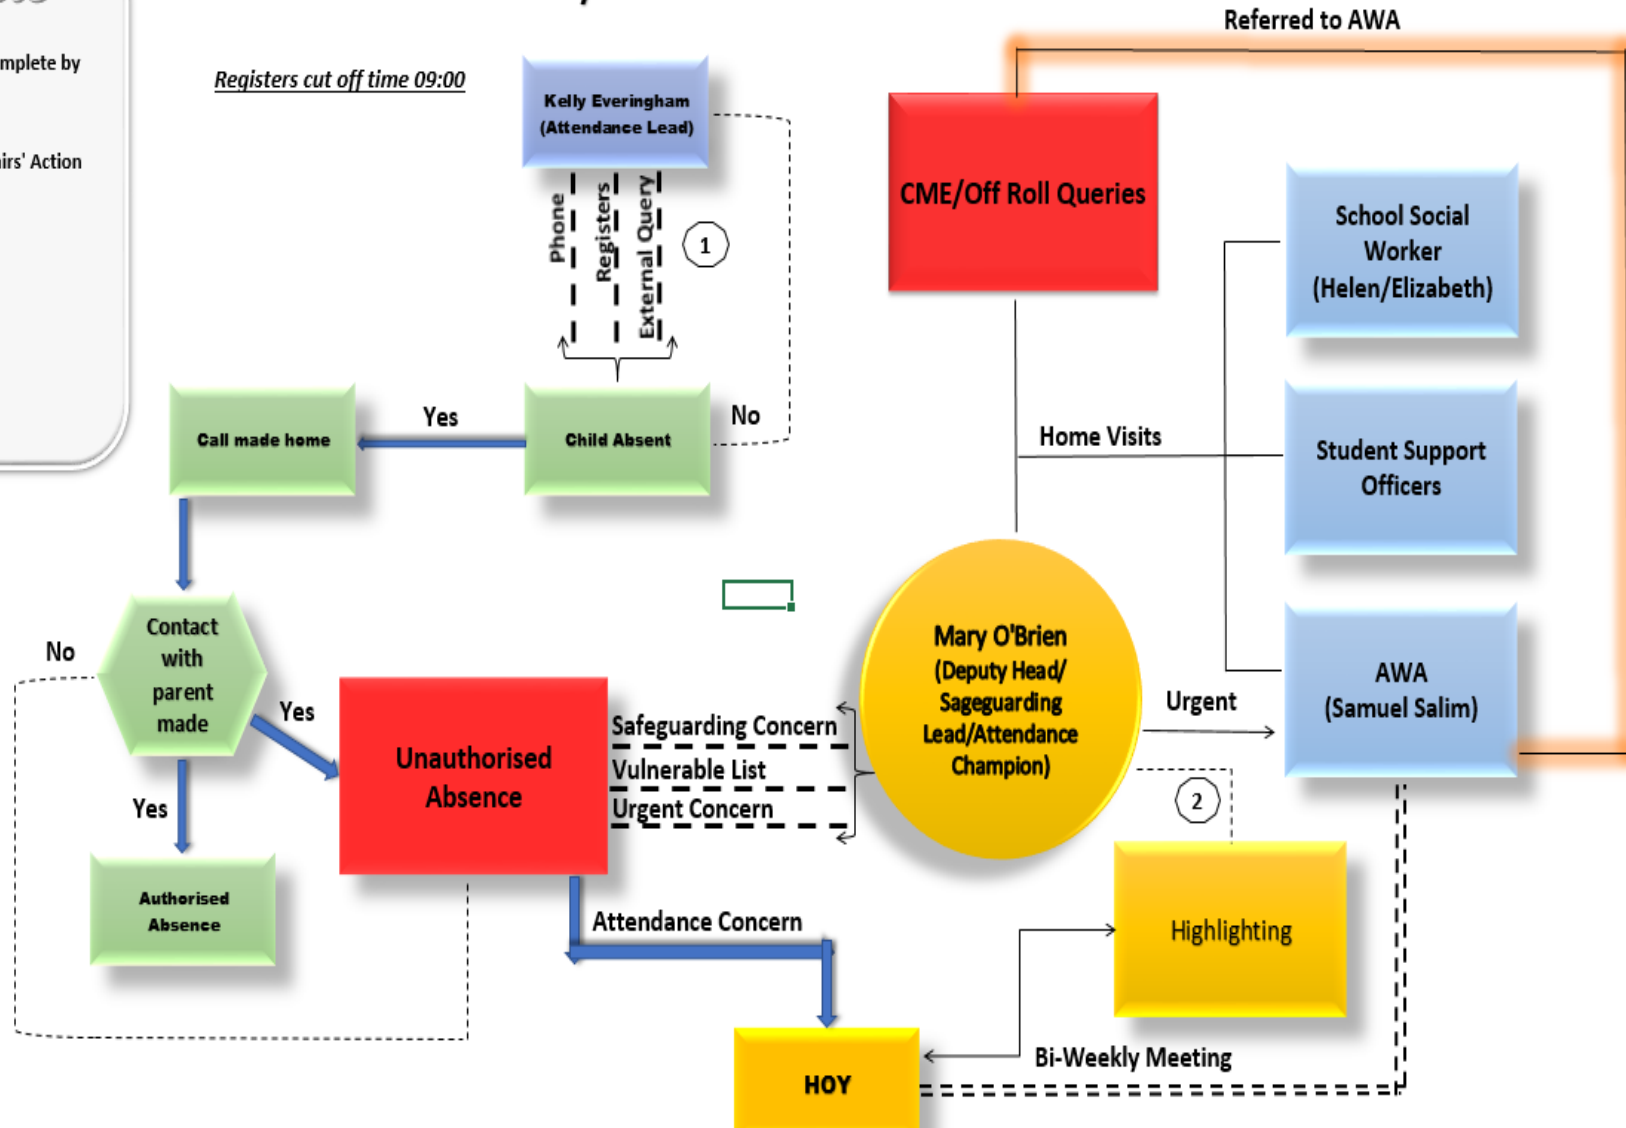 mplete by
irs' Action
Registers cut off time 09:00
Kelly Everingham
(Attendance Lead)
Phone
Registers
External Query
1
Referred to AWA
CME/Off Roll Queries
School Social
Worker
(Helen/Elizabeth)
Call made home
Yes
Child Absent
No
Home Visits
Student Support
Officers
No
Contact
with
parent
made
Yes
Yes
Unauthorised
Absence
Safeguarding Concern
Vulnerable List
Urgent Concern
Mary O'Brien
(Deputy Head/
Sageguarding
Lead/Attendance
Champion)
Urgent
AWA
(Samuel Salim)
2
Authorised
Absence
Attendance Concern
Highlighting
Bi-Weekly Meeting
HOY